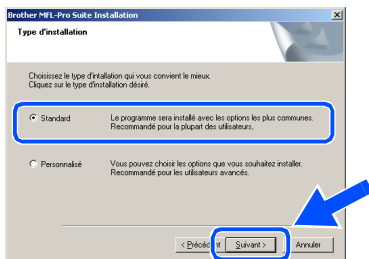 Brother MFL-Pro Suite Installation
Type d'installation
Choisissez le type d'intallation qui vous convient le mieux.
Cliquez sur le type d'installation désiré.
Standard
Le programme sera installé avec les options les plus communes.
Recommandé pour la plupart des utilisateurs,
Personnalisé
Vous pouvez choisir les options que vous souhaitez installer.
Recommandé pour les utilisateurs avancés.
< Précédent Suivant > Annuler